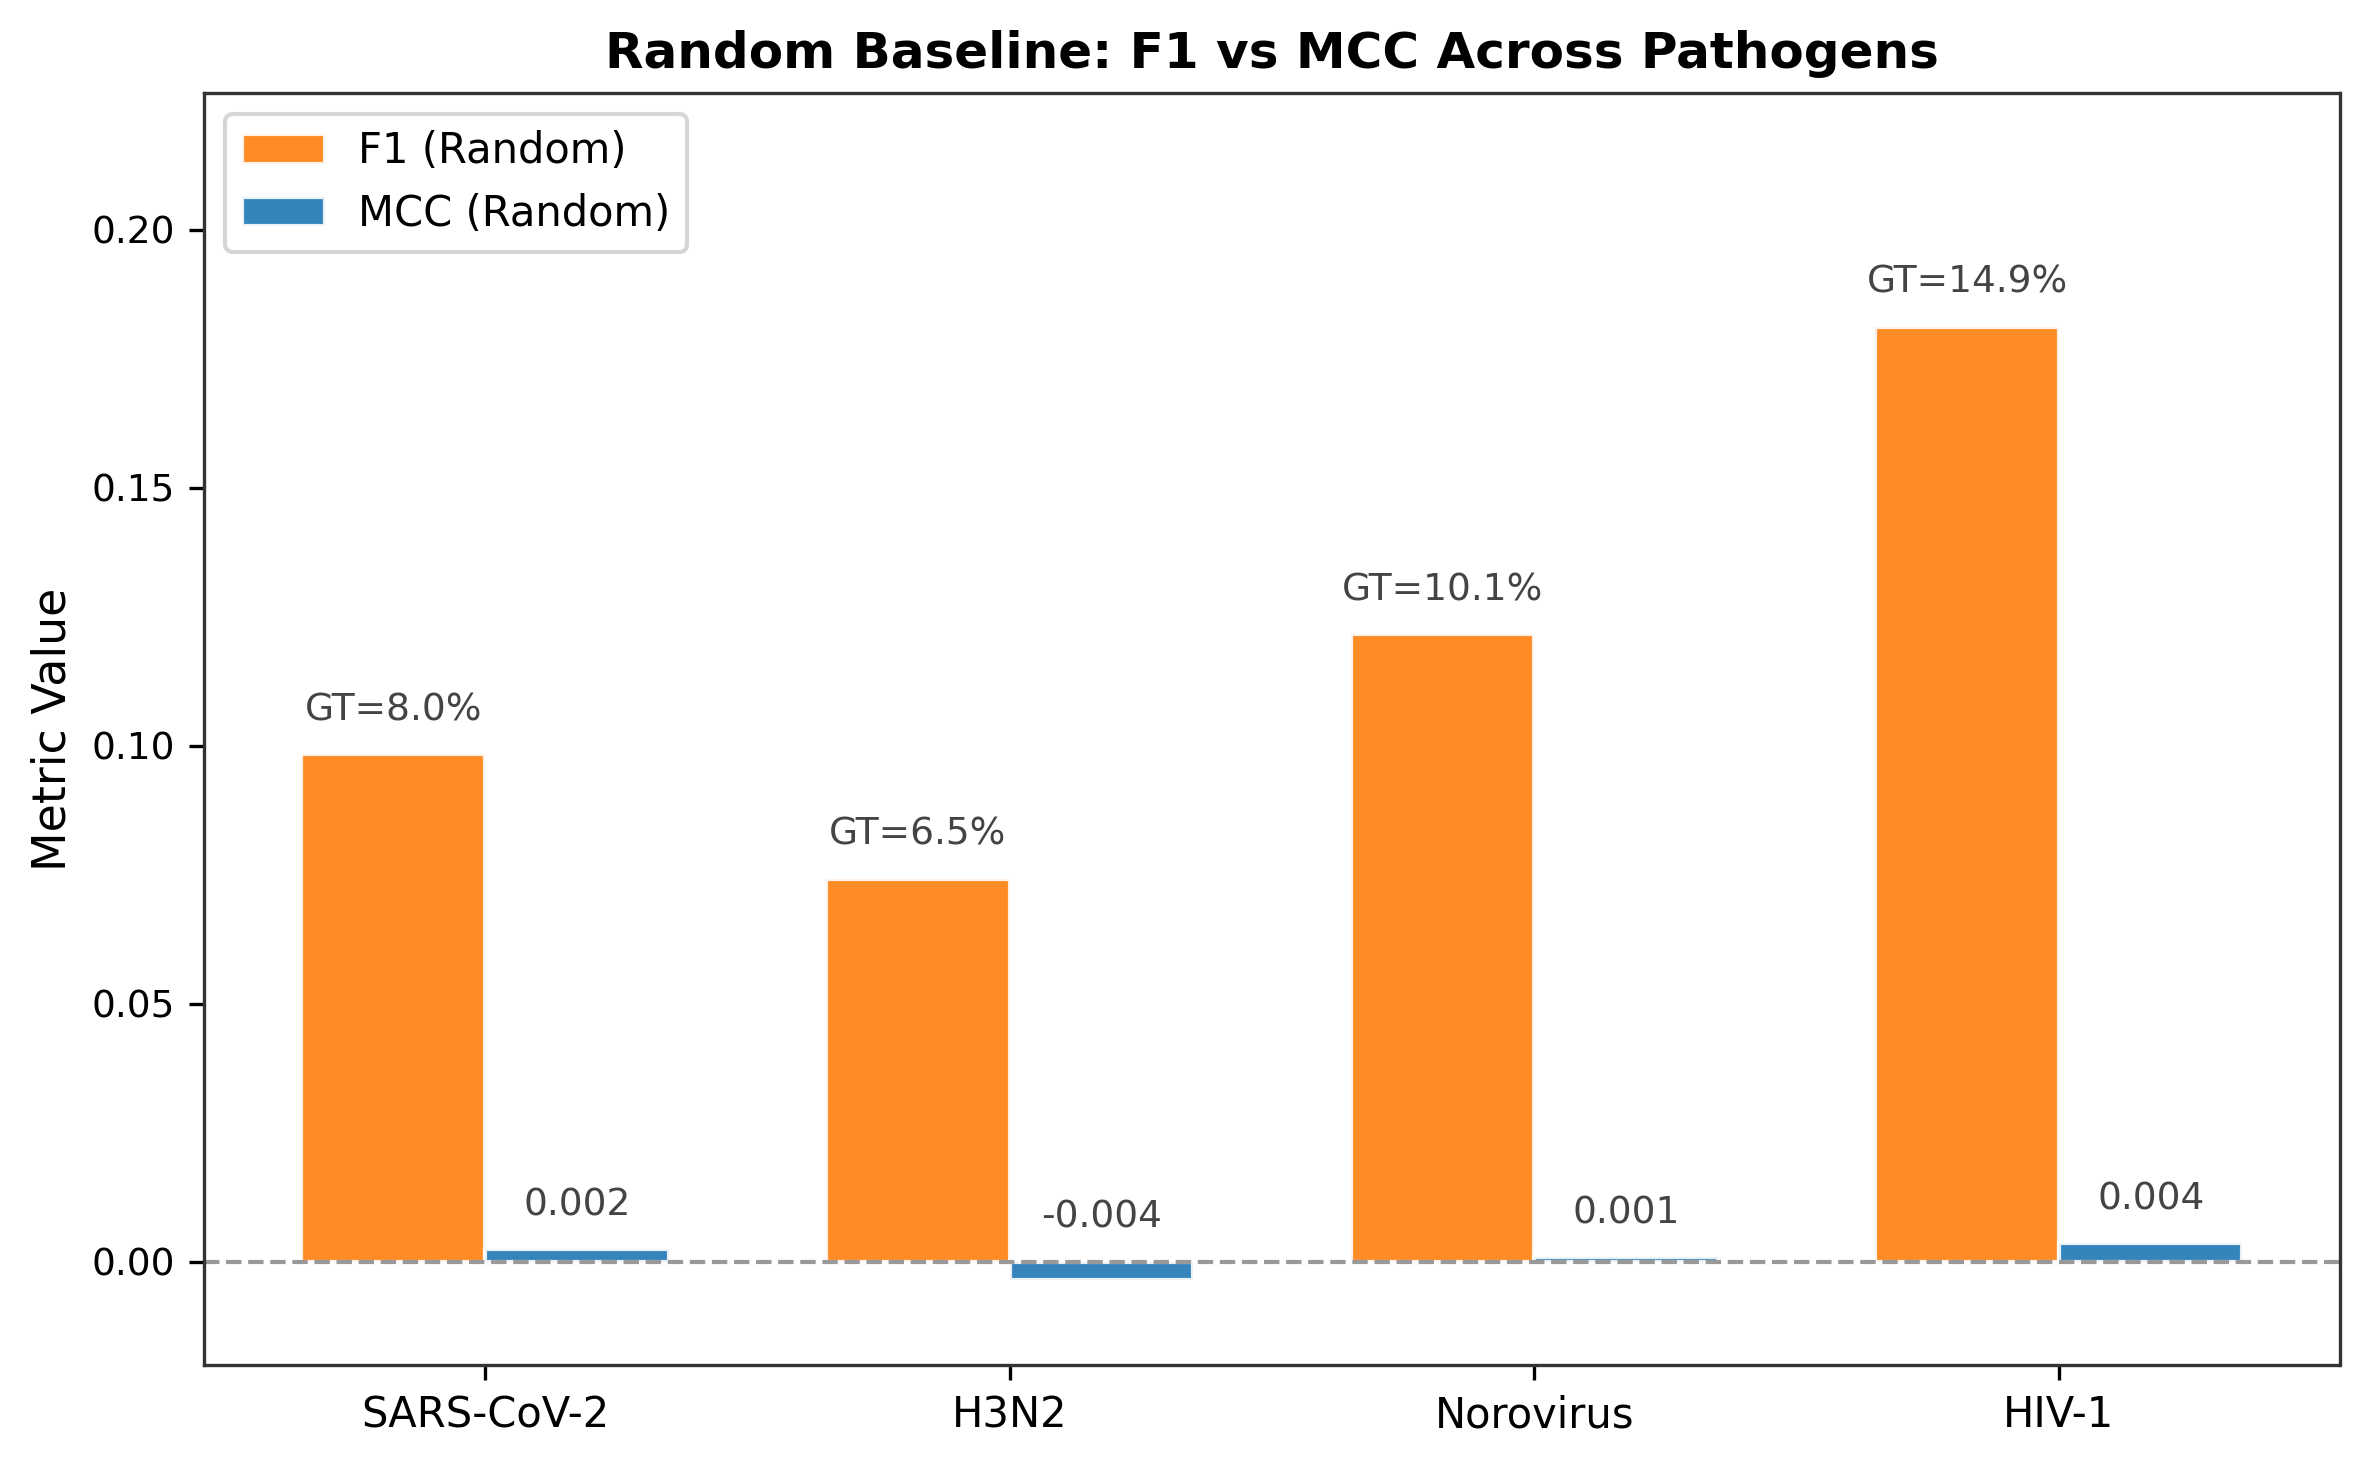 Random Baseline: F1 vs MCC Across Pathogens
F1 (Random)
MCC (Random)
Metric Value
0.20
0.15
0.10
0.05
0.00
GT=8.0%
GT=6.5%
GT=10.1%
GT=14.9%
0.002
-0.004
0.001
0.004
SARS-CoV-2
H3N2
Norovirus
HIV-1